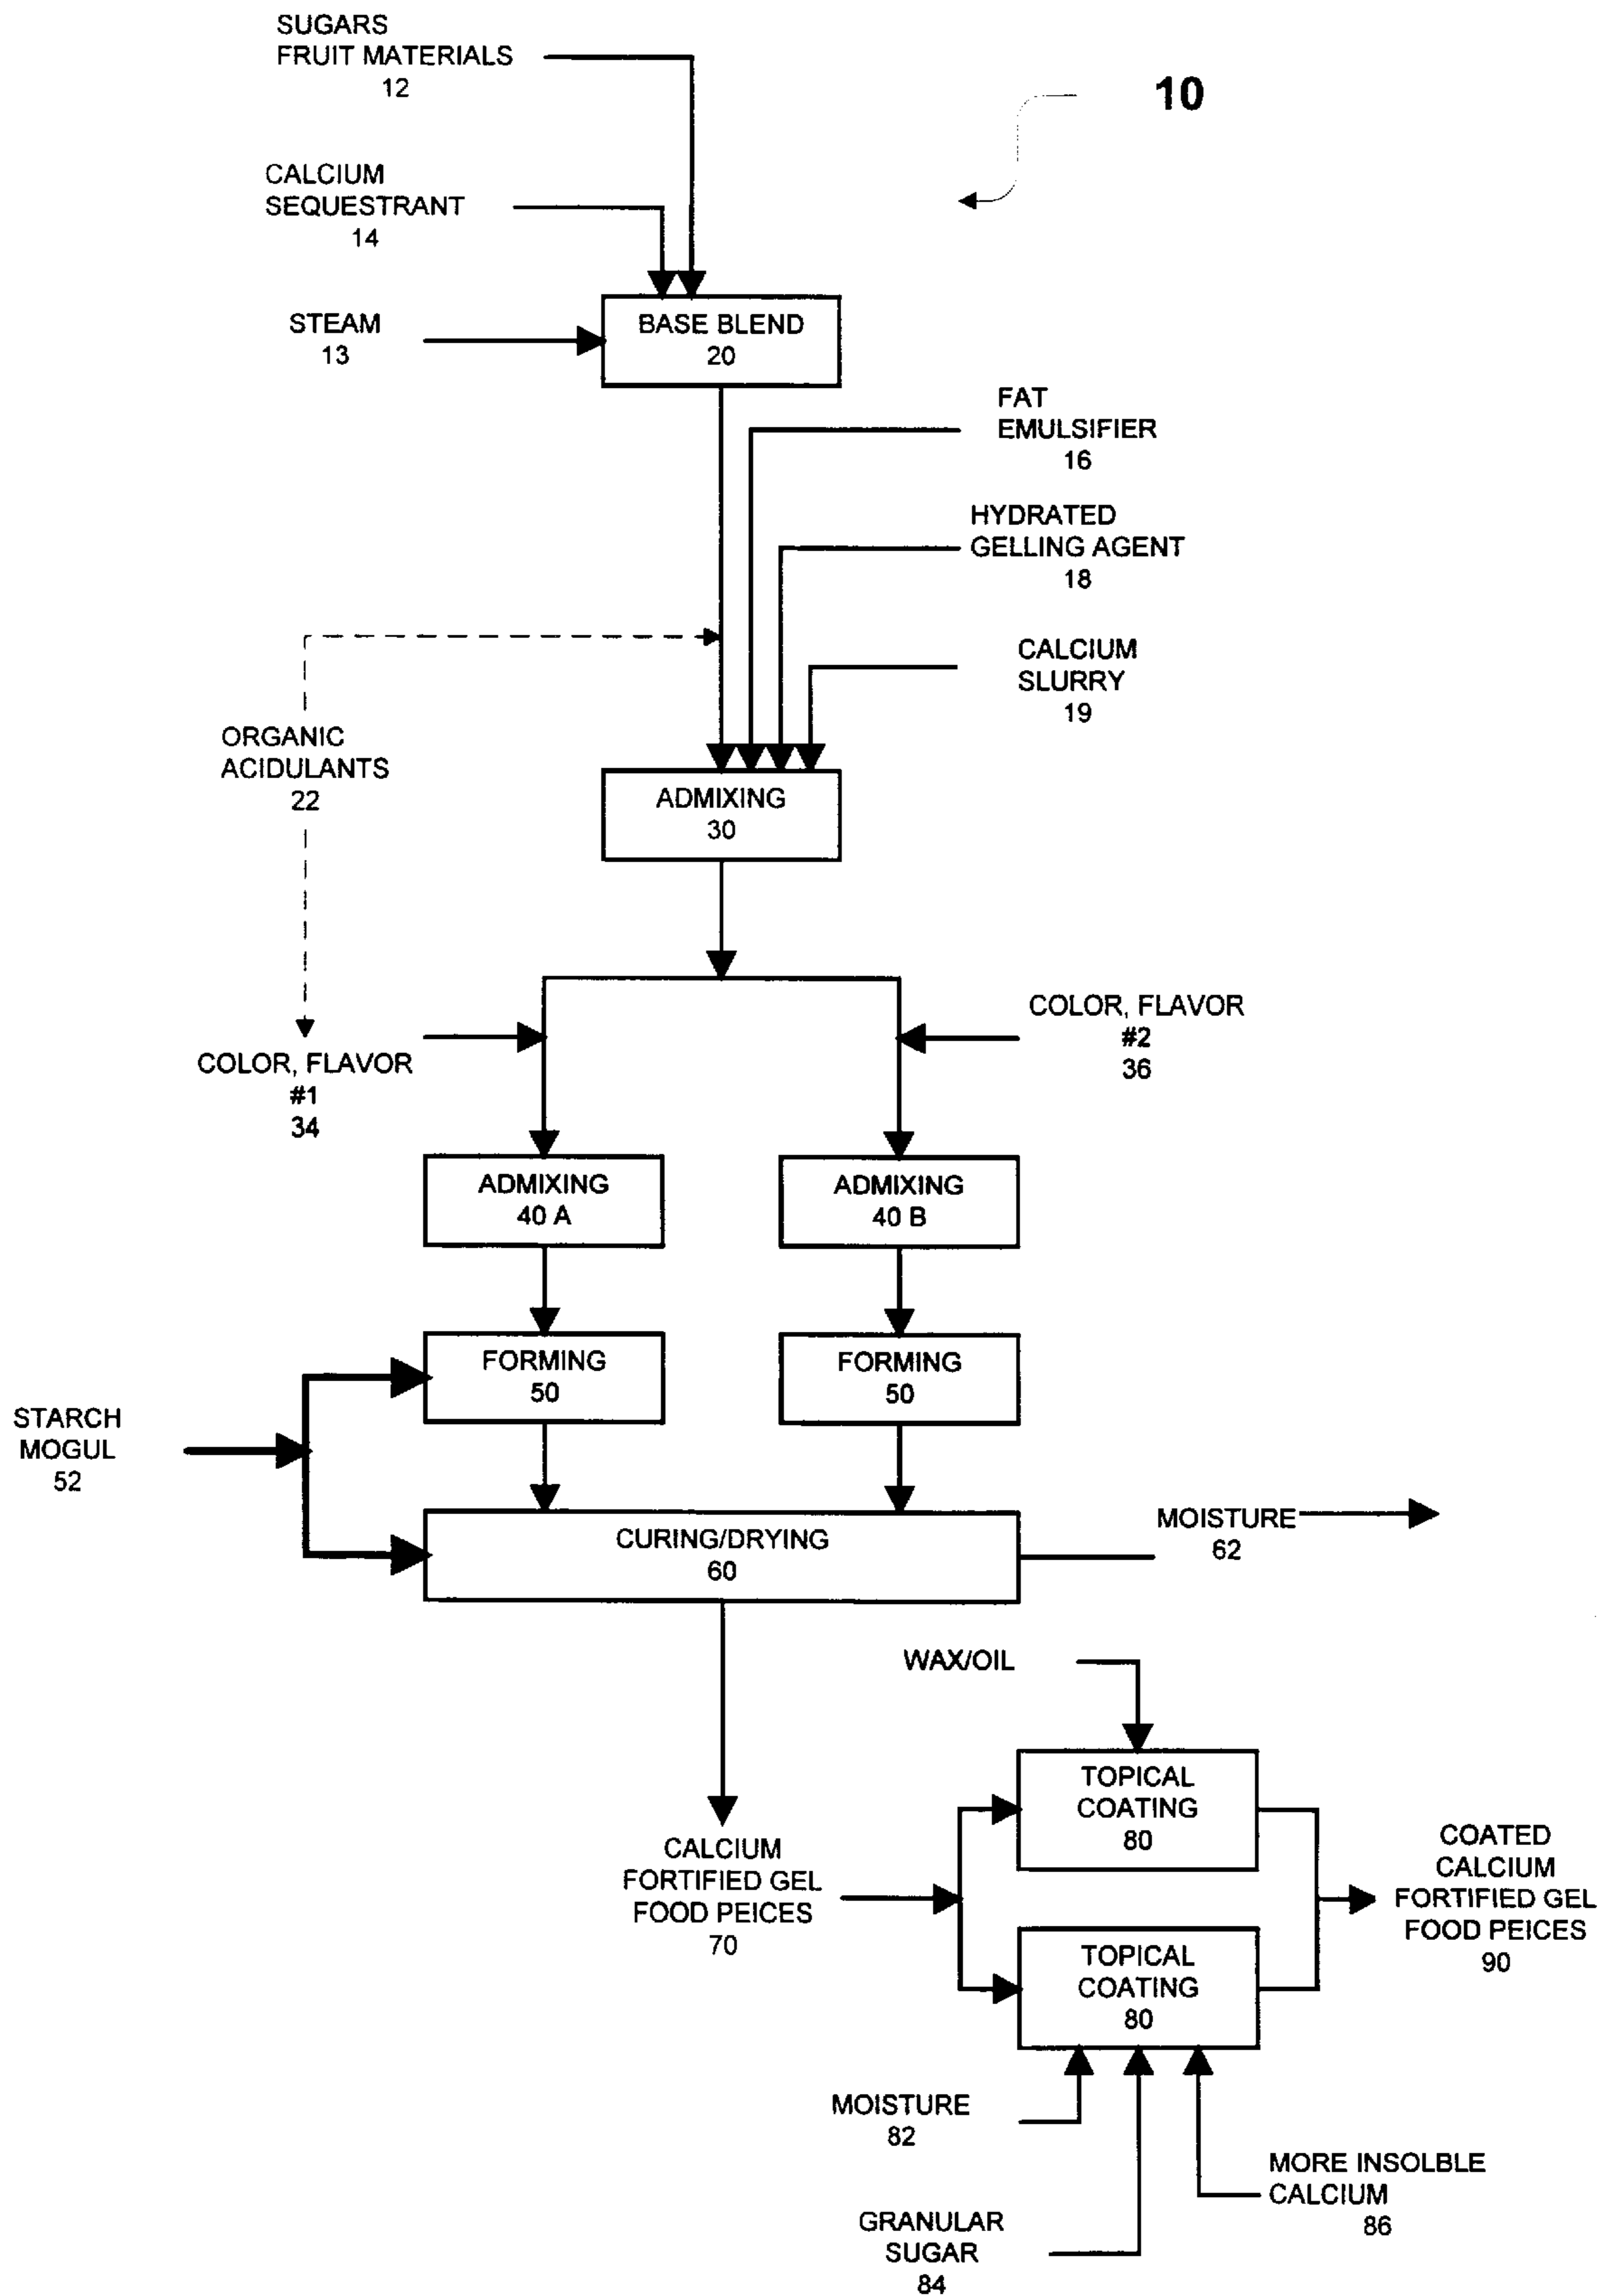 SUGARS
FRUIT MATERIALS
12
10
CALCIUM
SEQUESTRANT
14
STEAM
13
BASE BLEND
20
FAT
EMULSIFIER
16
HYDRATED
GELLING AGENT
18
CALCIUM
SLURRY
19
ORGANIC
ACIDULANTS
22
ADMIXING
30
COLOR, FLAVOR
#1
34
COLOR, FLAVOR
#2
36
ADMIXING
40 A
ADMIXING
40 B
FORMING
50
FORMING
50
STARCH
MOGUL
52
CURING/DRYING
60
MOISTURE
62
WAX/OIL
TOPICAL
COATING
80
CALCIUM
FORTIFIED GEL
FOOD PEICES
70
COATED
CALCIUM
FORTIFIED GEL
FOOD PEICES
90
TOPICAL
COATING
80
MOISTURE
82
MORE INSOLBLE
CALCIUM
86
GRANULAR
SUGAR
84